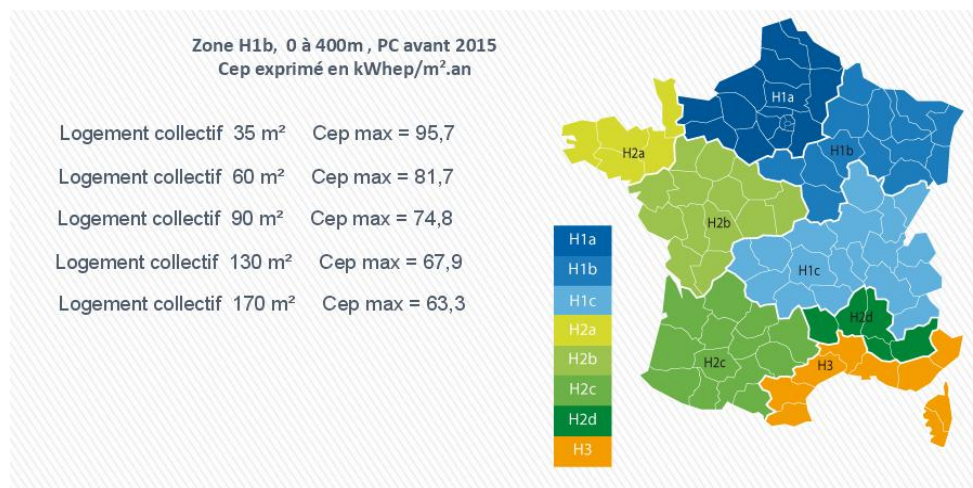 Zone H1b, 0 à 400m , PC avant 2015
Cep exprimé en kWhep/m².an
Logement collectif 35 m² Cep max = 95,7
Logement collectif 60 m² Cep max = 81,7
Logement collectif 90 m² Cep max = 74,8
Logement collectif 130 m² Cep max = 67,9
Logement collectif 170 m² Cep max = 63,3
H1a
H1b
H1c
H2a
H2b
H2c
H2d
H3
H1a
H1b
H2a
H2b
H1c
H2d
H2c
H3